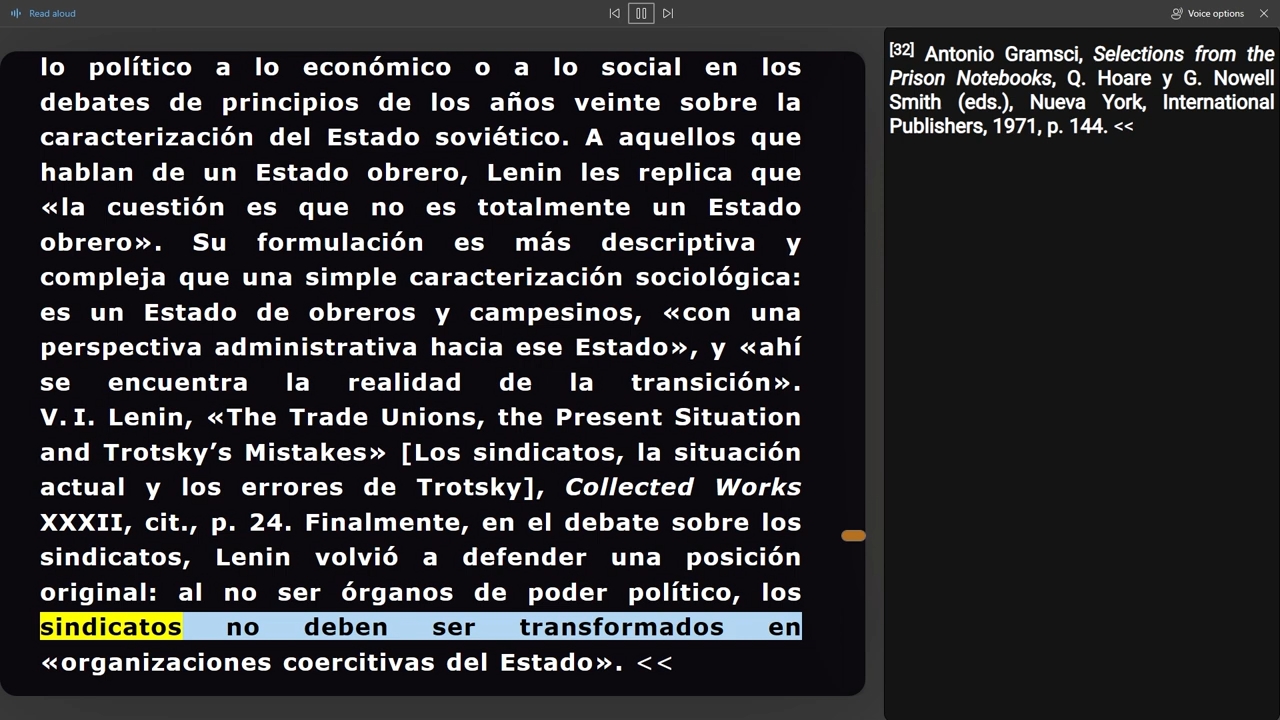 Read aloud
Voice options
lo político a lo económico o a lo social en los
debates de principios de los años veinte sobre la
caracterización del Estado soviético. A aquellos que
hablan de un Estado obrero, Lenin les replica que
«la cuestión es que no es totalmente un Estado
obrero». Su formulación es más descriptiva y
compleja que una simple caracterización sociológica:
es un Estado de obreros y campesinos, «con una
perspectiva administrativa hacia ese Estado», y «ahí
se encuentra la realidad de la transición».
V. I. Lenin, «The Trade Unions, the Present Situation
and Trotsky’s Mistakes» [Los sindicatos, la situación
actual y los errores de Trotsky], Collected Works
XXXII, cit., p. 24. Finalmente, en el debate sobre los
sindicatos, Lenin volvió a defender una posición
original: al no ser órganos de poder político, los
sindicatos no deben ser transformados en
«organizaciones coercitivas del Estado». <<
[32] Antonio Gramsci, Selections from the
Prison Notebooks, Q. Hoare y G. Nowell
Smith (eds.), Nueva York, International
Publishers, 1971, p. 144. <<